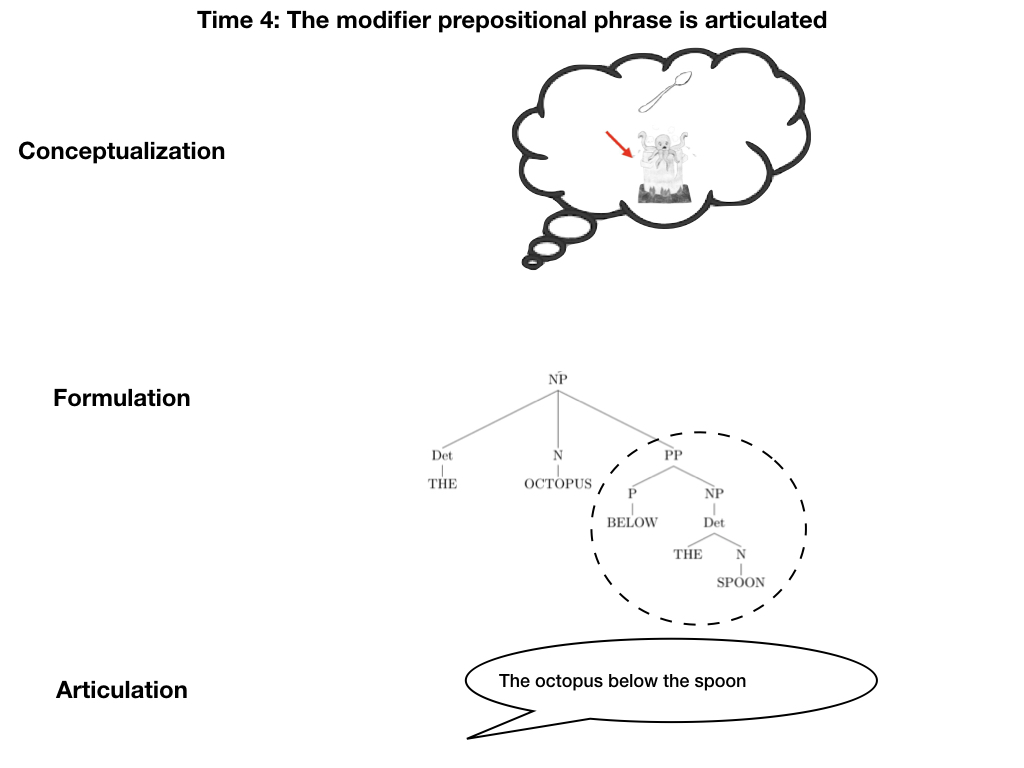 Time 4: The modifier prepositional phrase is articulated
Conceptualization
Formulation
NP
Det N PP
THE OCTOPUS P NP
BELOW Det
THE N
SPOON
Articulation
The octopus below the spoon